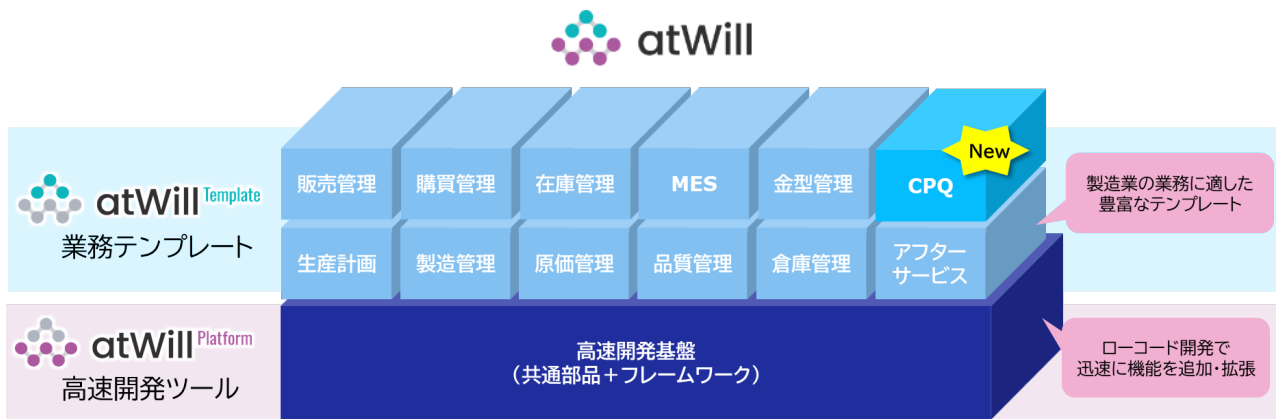 atWill
販売管理
購買管理
在庫管理
MES
金型管理
CPQ
New
atWill Template
業務テンプレート
製造業の業務に適した
豊富なテンプレート
生産計画
製造管理
原価管理
品質管理
倉庫管理
アフター
サービス
atWill Platform
高速開発ツール
高速開発基盤
（共通部品＋フレームワーク）
ローコード開発で
迅速に機能を追加・拡張